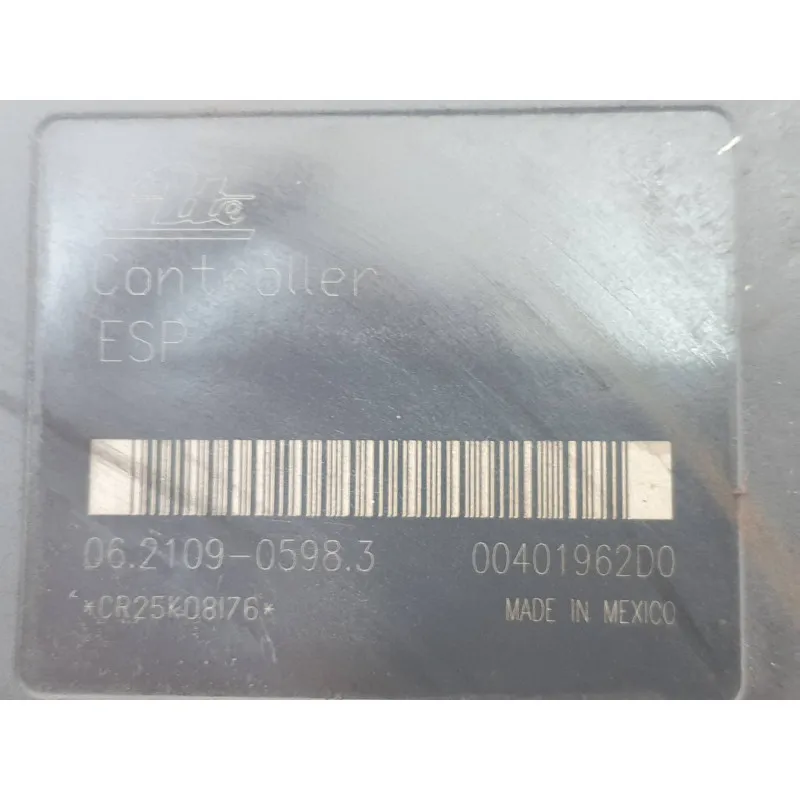 Ate
Controller
ESP
06.2109-0598.3 00401962D0
*CR25K08176* MADE IN MEXICO